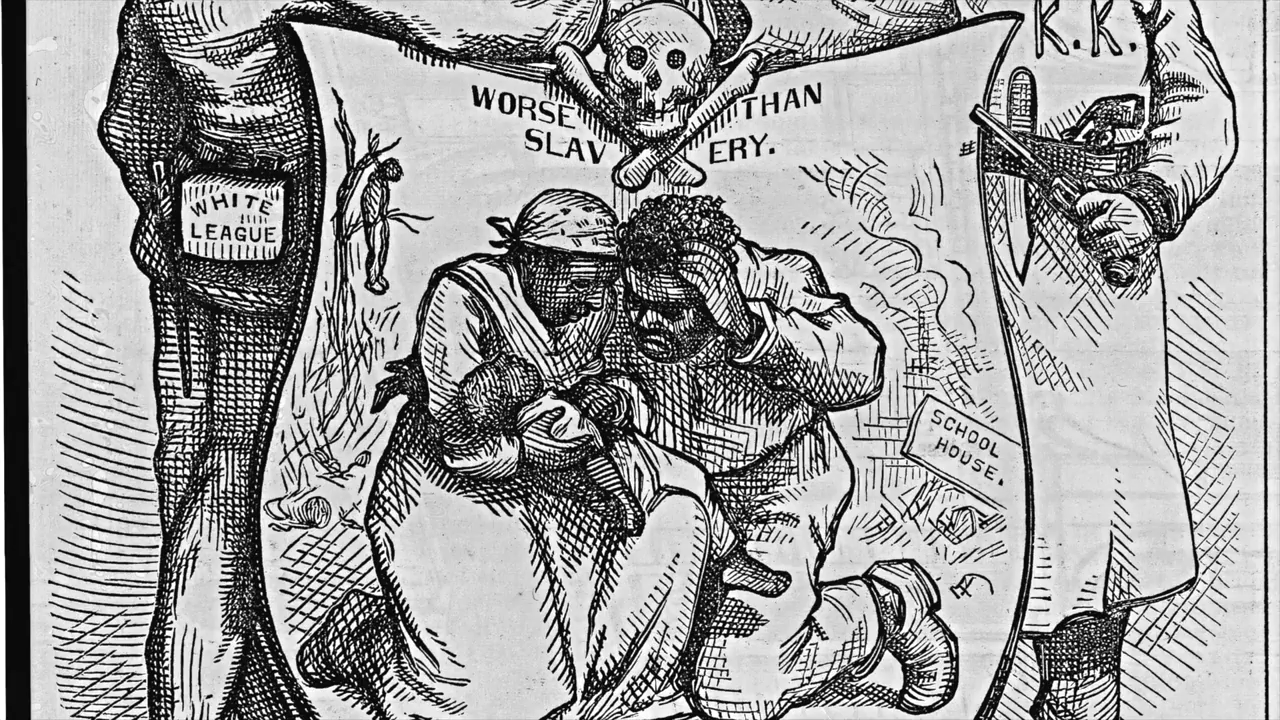 K.K.
WORSE THAN
SLAV ERY.
WHITE
LEAGUE
SCHOOL
HOUSE.